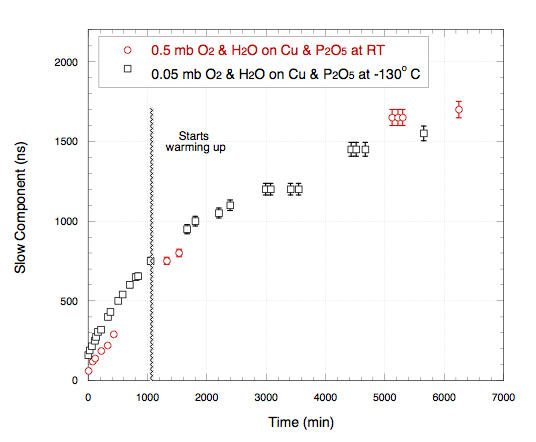 0.5 mb O2 & H2O on Cu & P2O5 at RT
0.05 mb O2 & H2O on Cu & P2O5 at -130° C
Starts
warming up
Slow Component (ns)
2000
1500
1000
500
0
0 1000 2000 3000 4000 5000 6000 7000
Time (min)